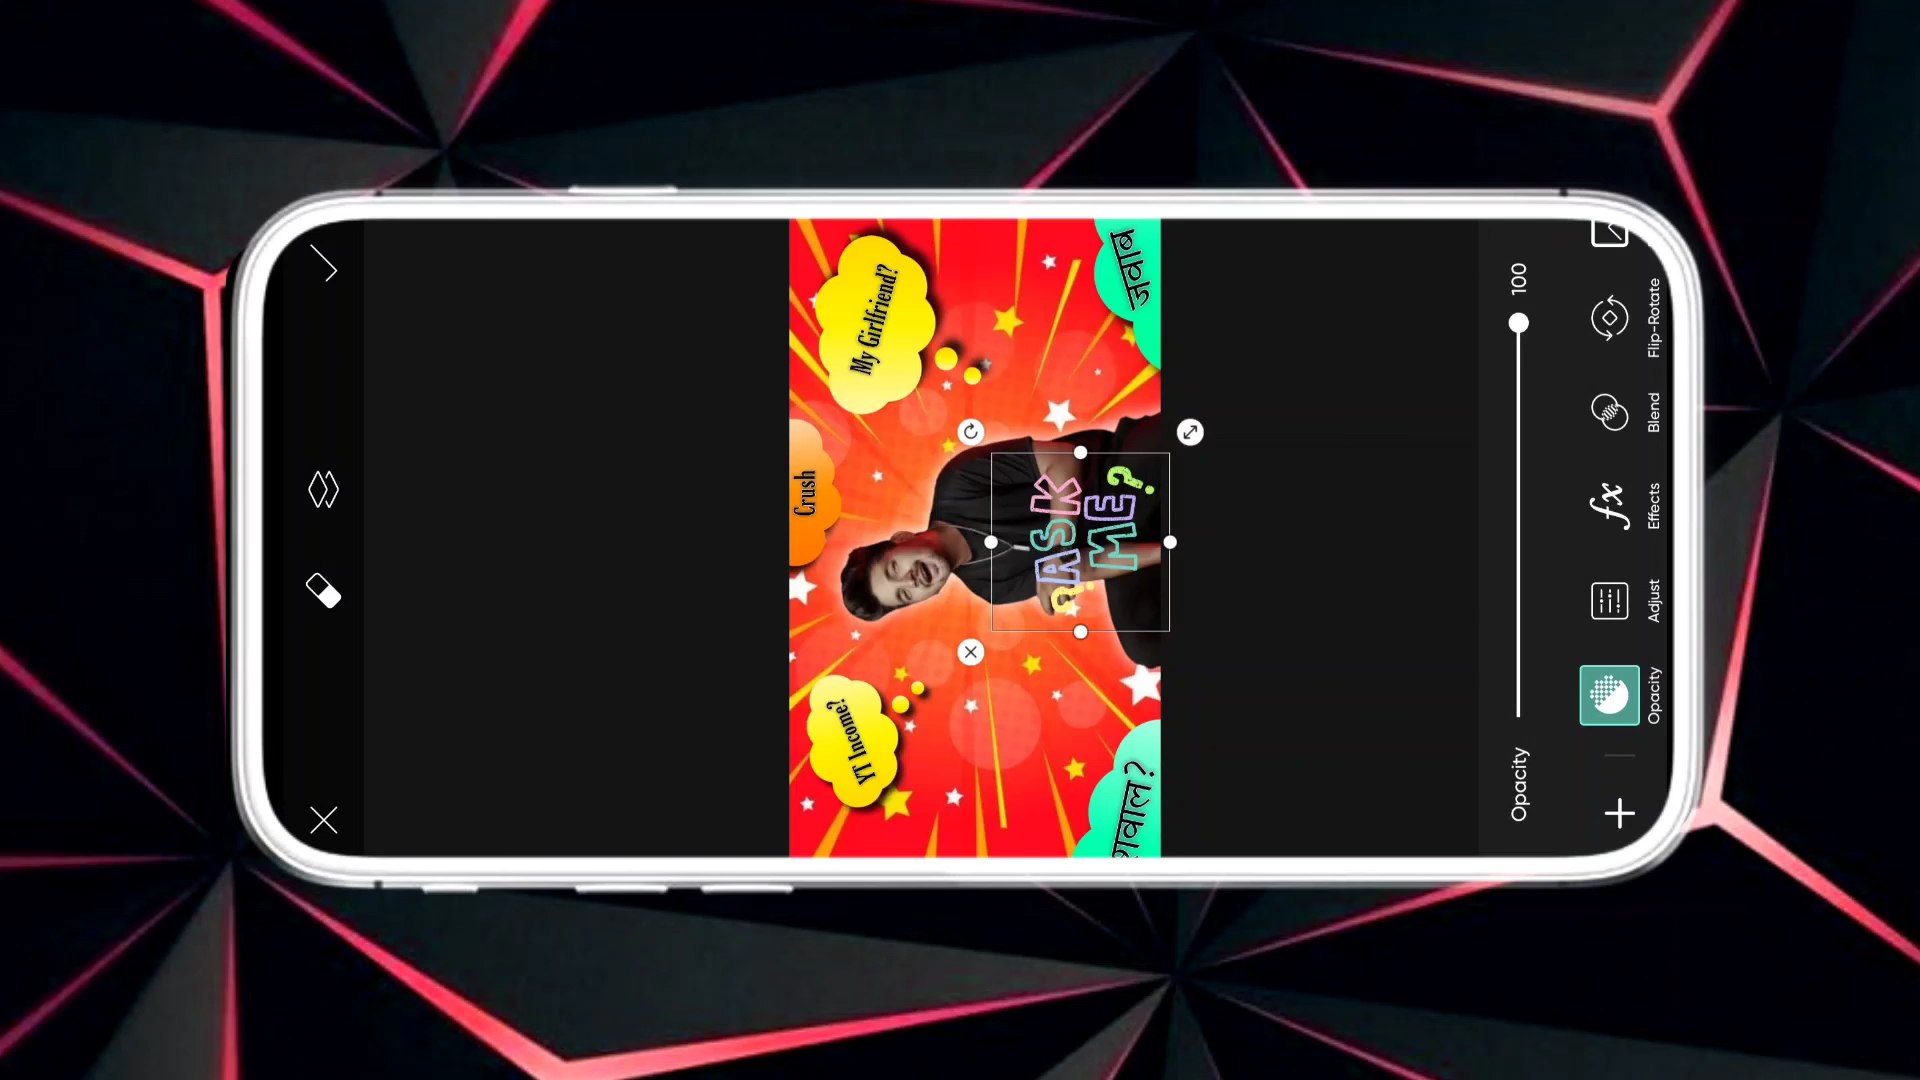 My Girlfriend?
Crush
YT Income?
जवाब
?ASK
ME?
सवाल?
Opacity
100
Opacity
Adjust
Effects
Blend
Flip-Rotate